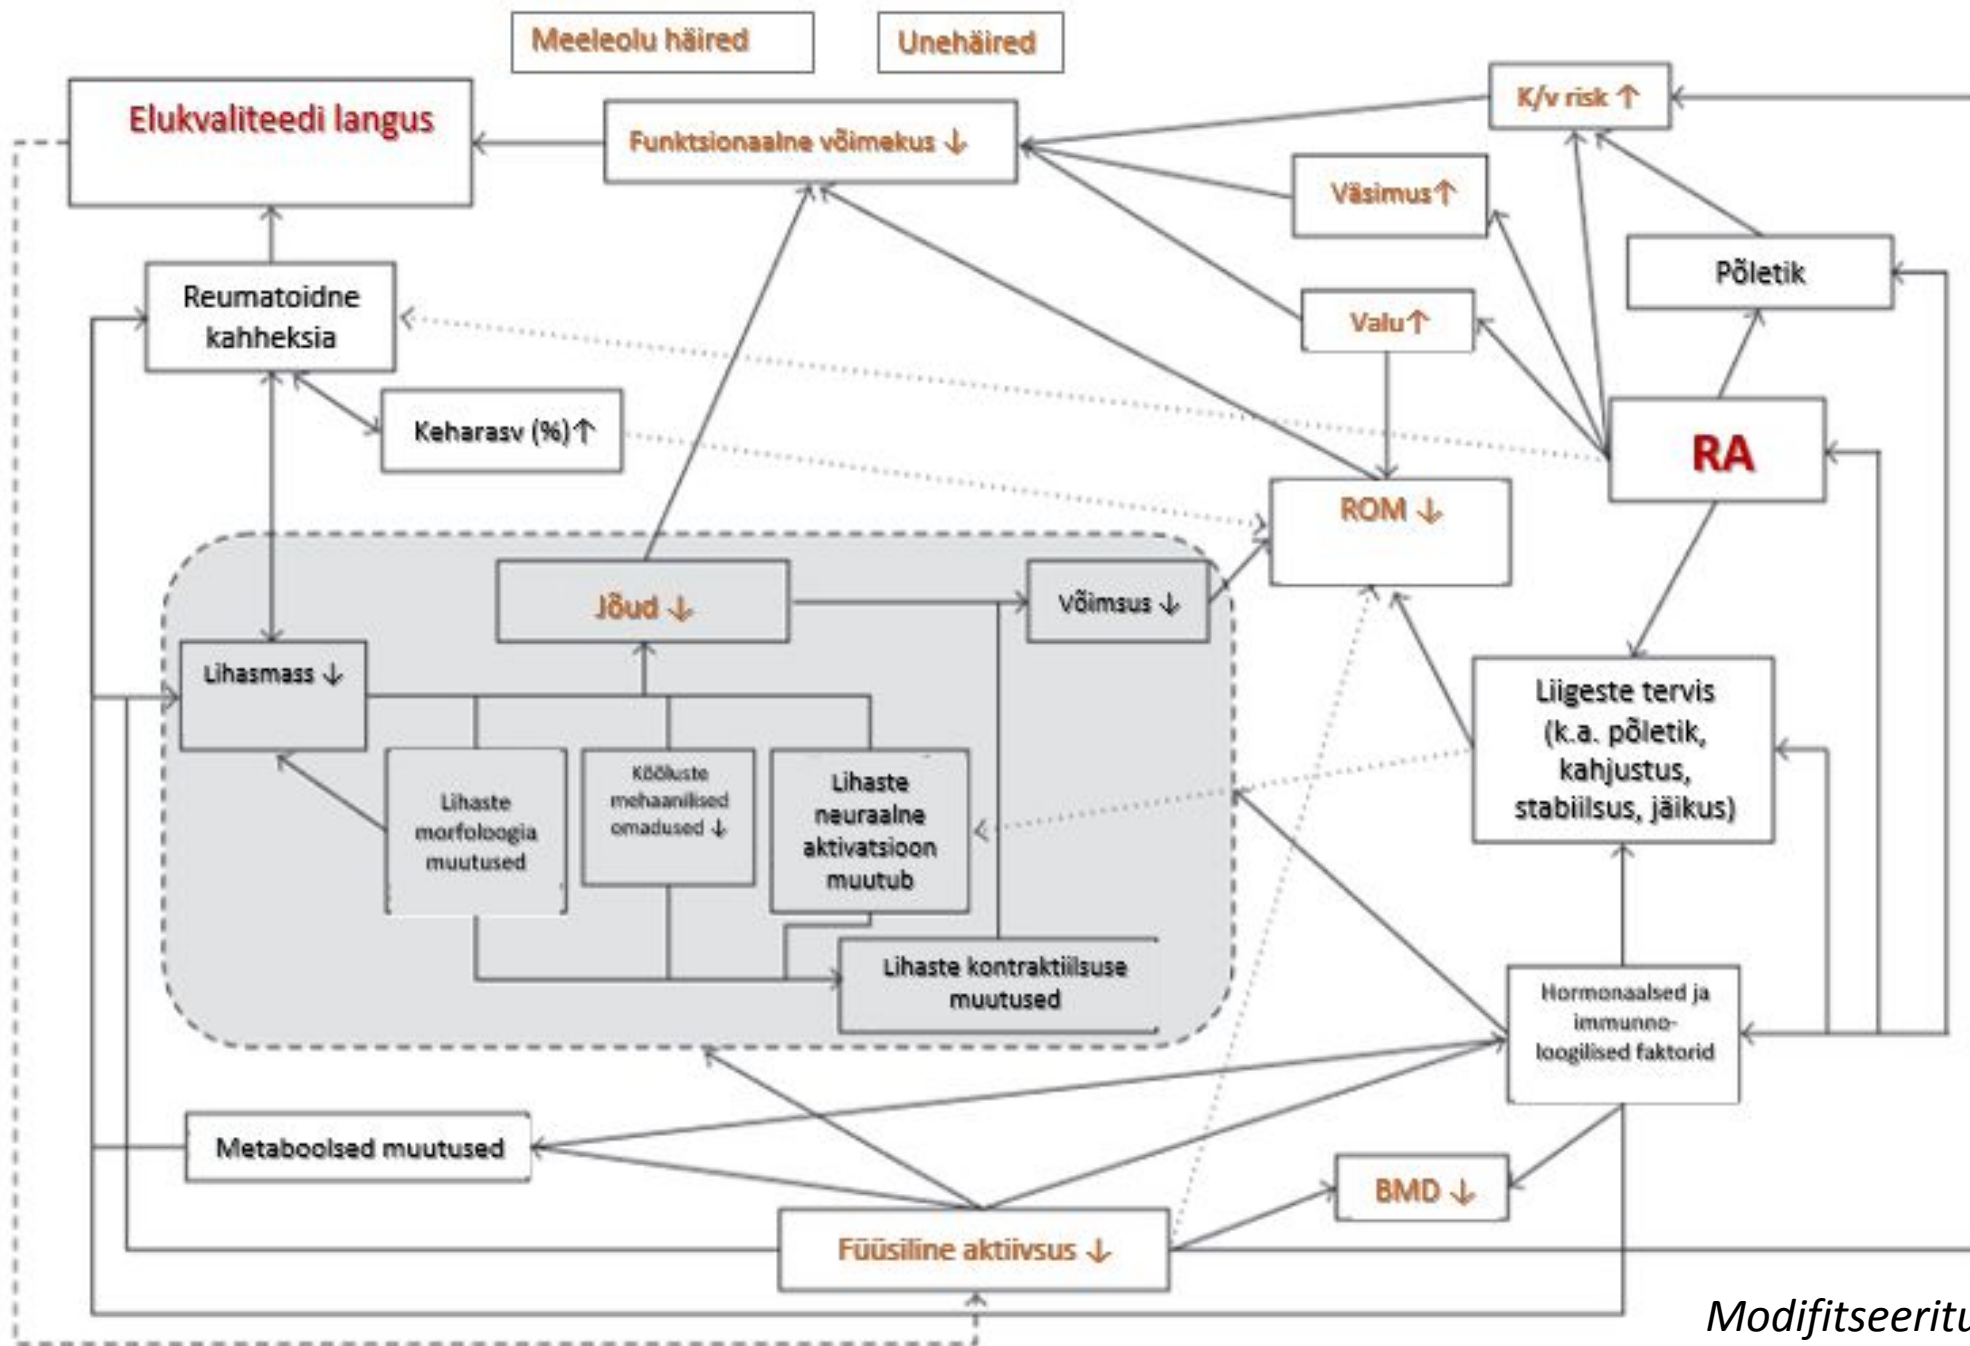 Meeleolu häired
Unehäired
Elukvaliteedi langus
Funktsionaalne võimekus ↓
K/v risk ↑
Väsimus↑
Põletik
Reumatoidne
kahheksia
Valu↑
Keharasv (%)↑
RA
ROM ↓
Jõud ↓
Võimsus ↓
Lihasmass ↓
Liigeste tervis
(k.a. põletik,
kahjustus,
stabiilsus, jäikus)
Lihaste
morfoloogia
muutused
Kõõluste
mehaanilised
omadused ↓
Lihaste
neuraalne
aktivatsioon
muutub
Lihaste kontraktiilsuse
muutused
Hormonaalsed ja
immunno-
loogilised faktorid
Metaboolsed muutused
BMD ↓
Füüsiline aktiivsus ↓
Modifitseeritu